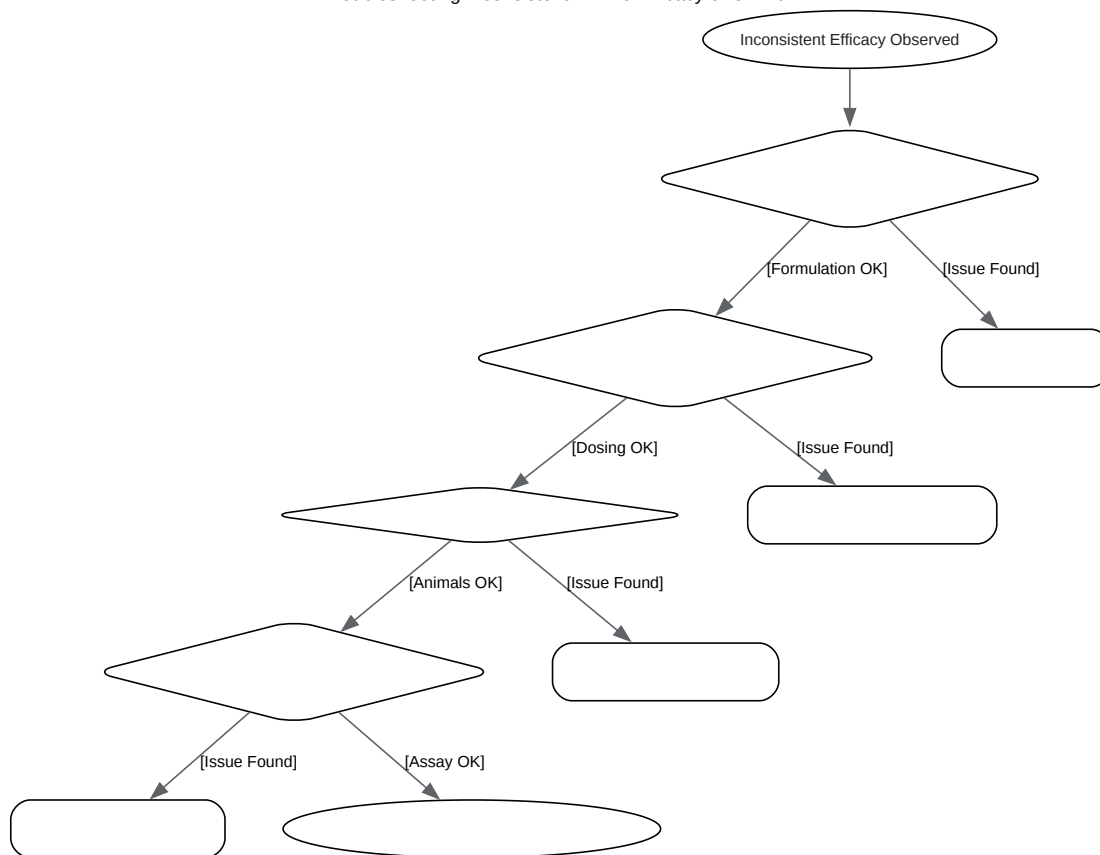 Inconsistent Efficacy Observed
[Formulation OK]
[Issue Found]
[Dosing OK]
[Issue Found]
[Animals OK]
[Issue Found]
[Issue Found]
[Assay OK]